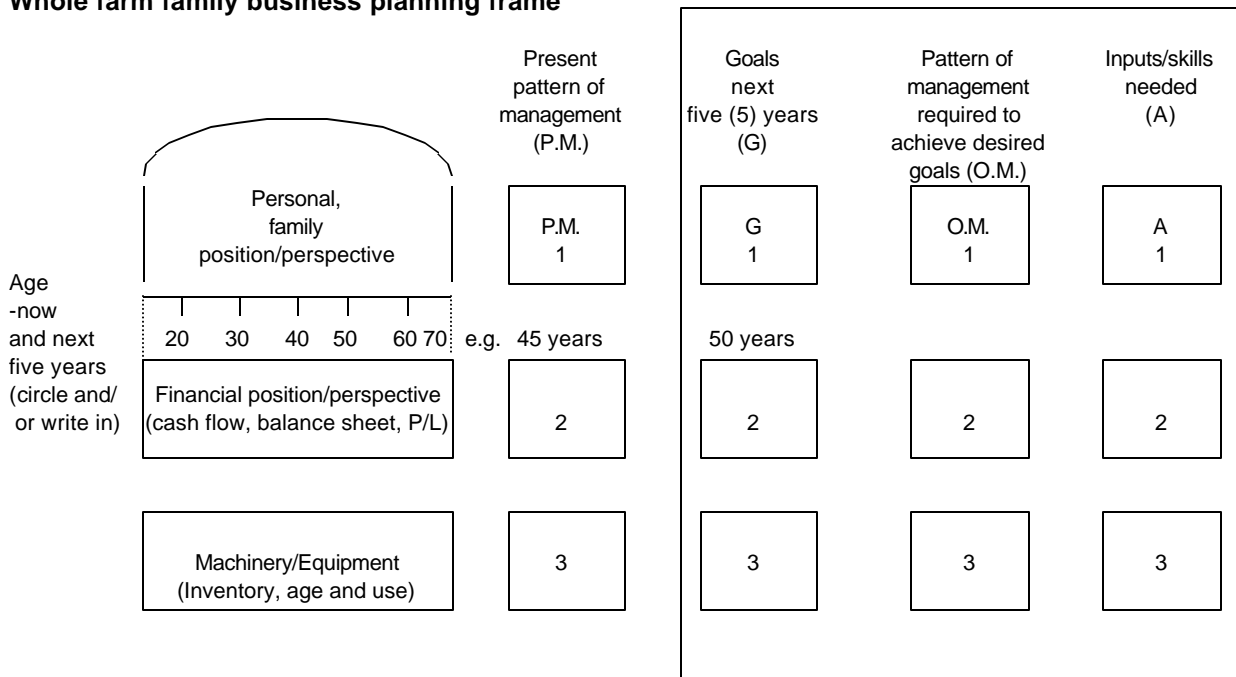 Whole farm family business planning frame
Present
pattern of
management
(P.M.)
Goals
next
five (5) years
(G)
Pattern of
management
required to
achieve desired
goals (O.M.)
Inputs/skills
needed
(A)
Personal,
family
position/perspective
P.M.
1
G
1
O.M.
1
A
1
Age
-now
and next
five years
(circle and/
or write in)
20 30 40 50 60 70 e.g. 45 years 50 years
Financial position/perspective
(cash flow, balance sheet, P/L)
2 2 2 2
Machinery/Equipment
(Inventory, age and use)
3 3 3 3